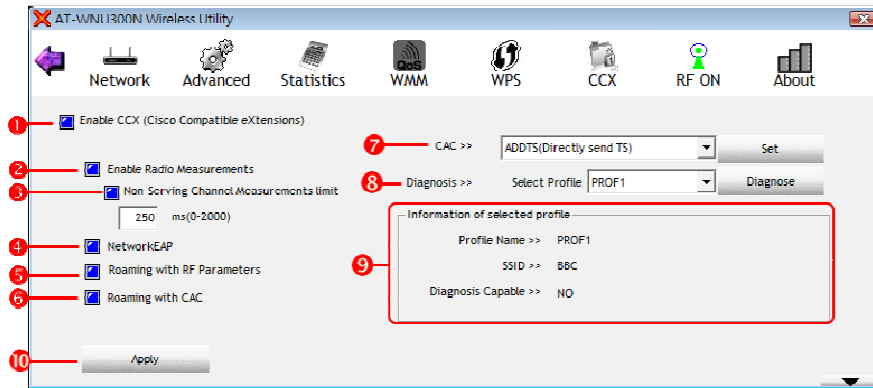 AT-WNU300N Wireless Utility
Network Advanced Statistics QoS WMM WPS CCX RF ON About
1 Enable CCX (Cisco Compatible eXtensions)
7 CAC >> ADDTS(Directly send TS) Set
2 Enable Radio Measurements
8 Diagnosis >> Select Profile PROF1 Diagnose
3 Non Serving Channel Measurements limit
250 ms(0-2000)
9 Information of selected profile
Profile Name >> PROF1
SSID >> BBC
Diagnosis Capable >> NO
4 NetworkEAP
5 Roaming with RF Parameters
6 Roaming with CAC
10 Apply